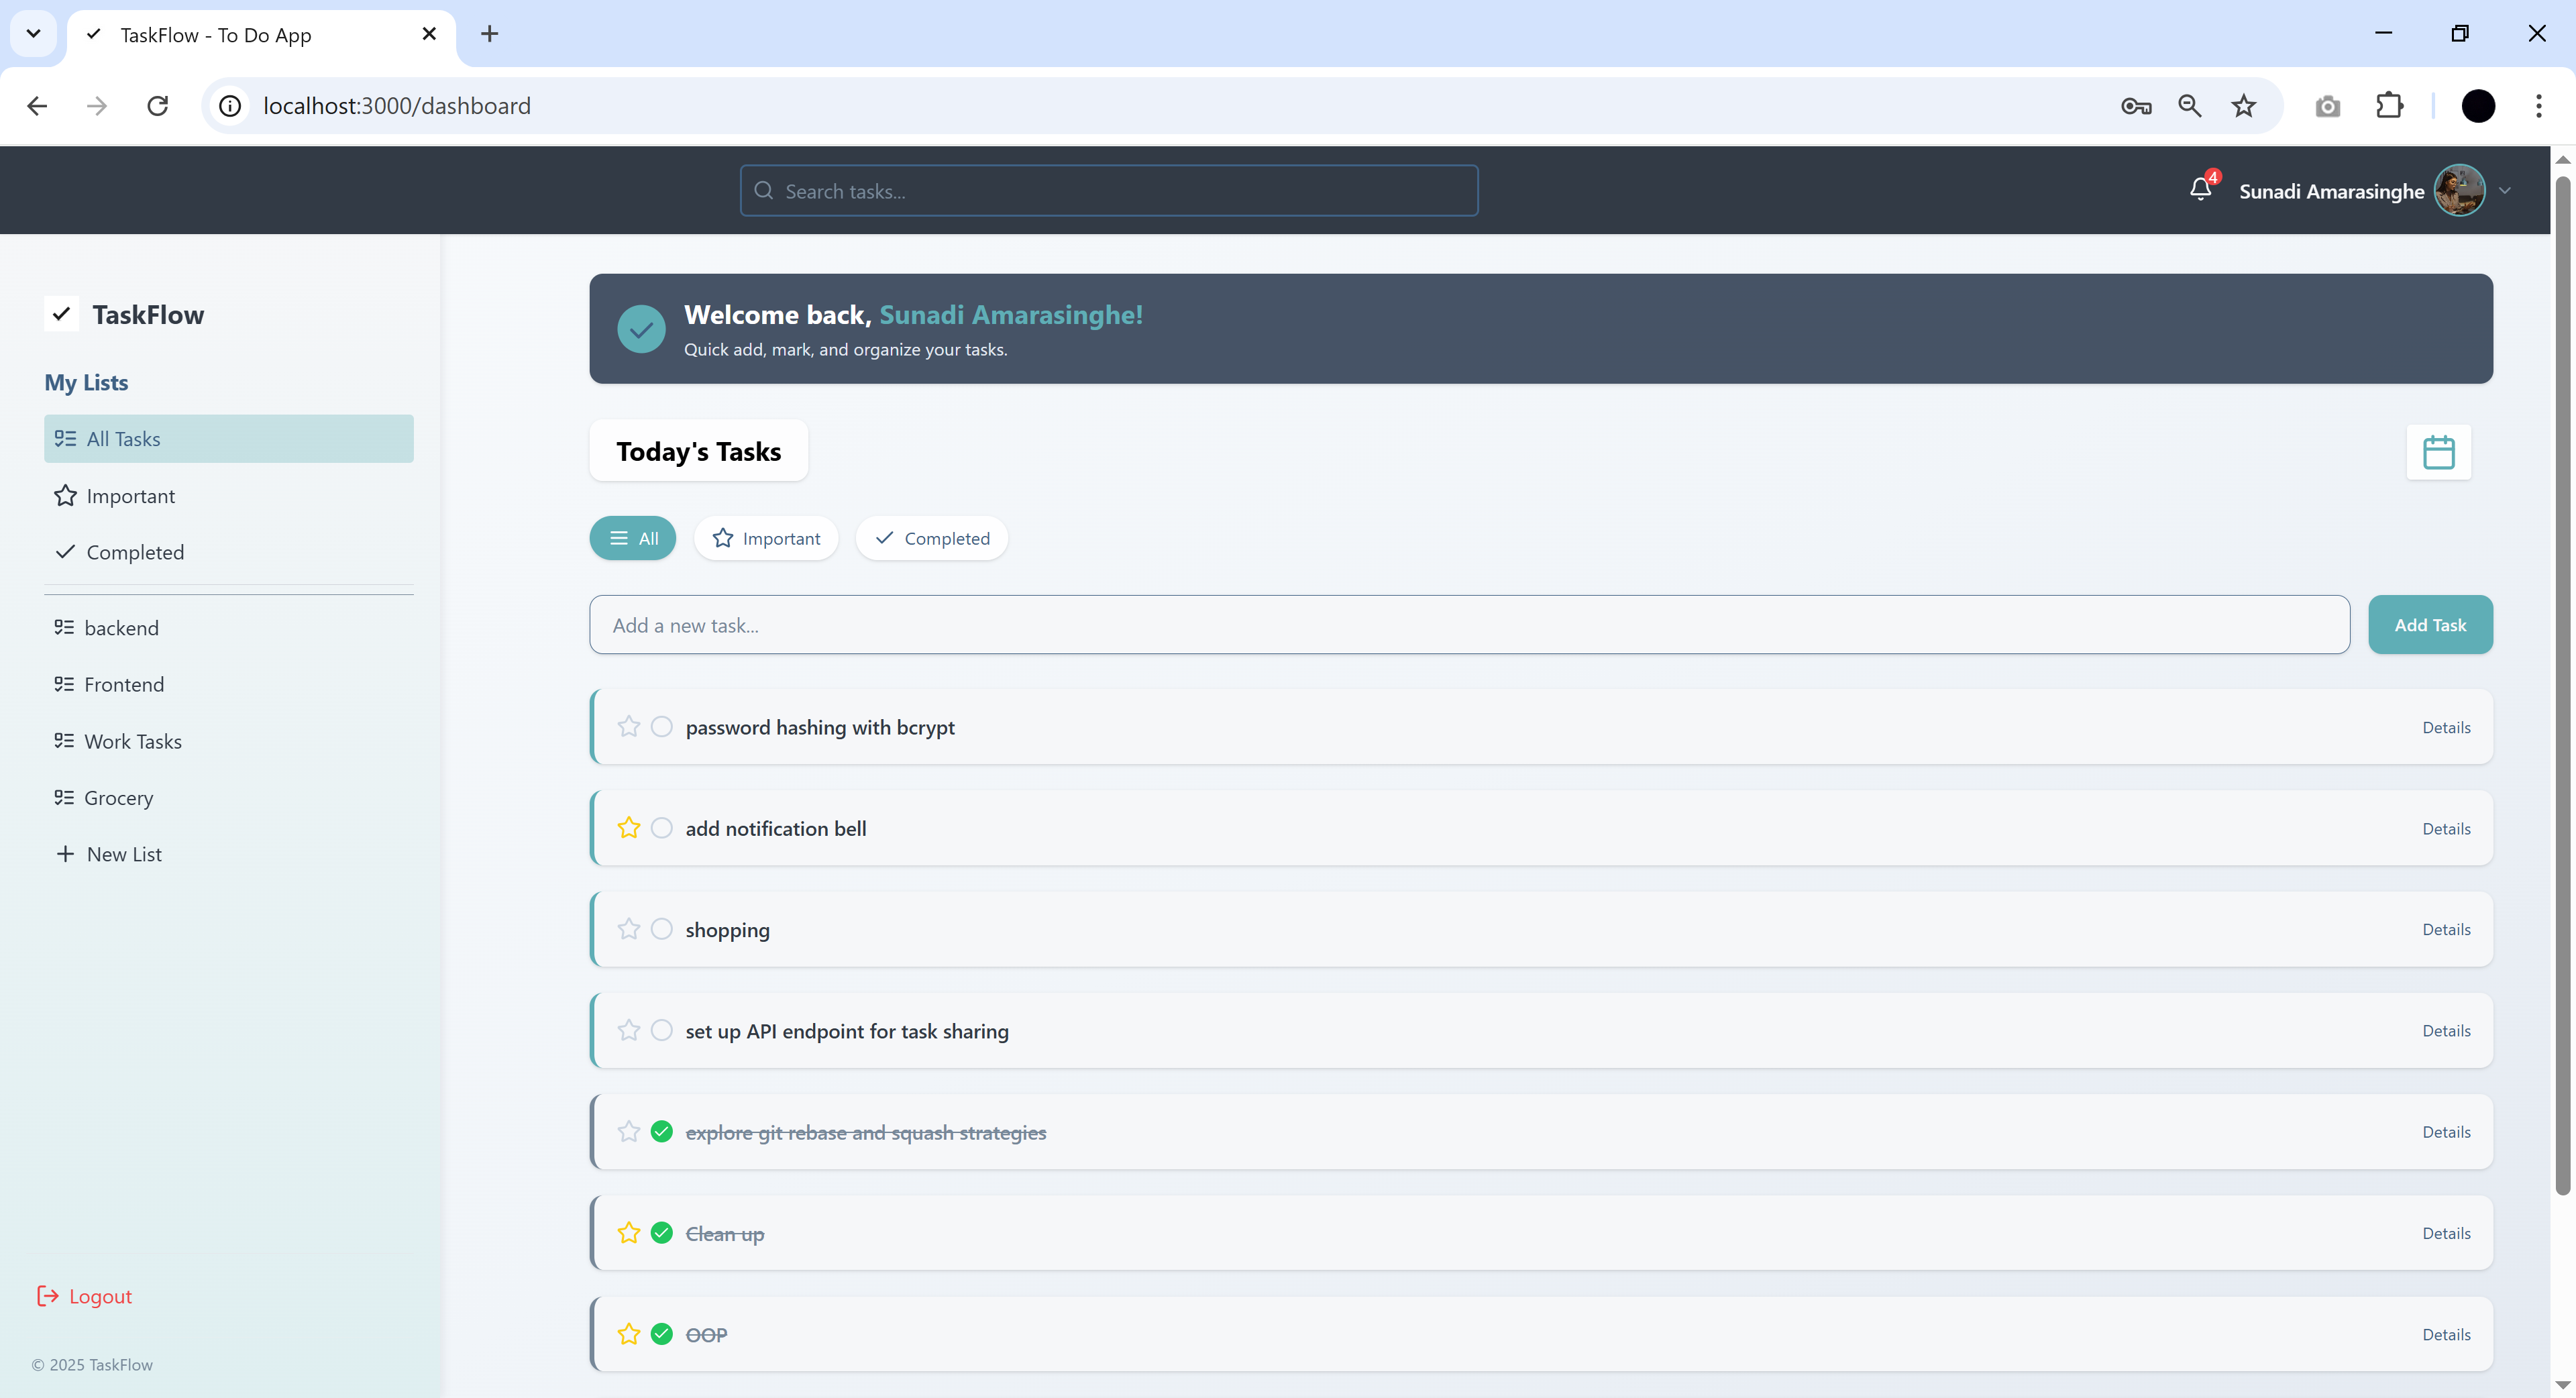 TaskFlow - To Do App
localhost:3000/dashboard
Search tasks...
4
Sunadi Amarasinghe
TaskFlow
My Lists
All Tasks
Important
Completed
backend
Frontend
Work Tasks
Grocery
New List
Logout
© 2025 TaskFlow
Welcome back, Sunadi Amarasinghe!
Quick add, mark, and organize your tasks.
Today's Tasks
All
Important
Completed
Add a new task...
Add Task
password hashing with bcrypt
Details
add notification bell
Details
shopping
Details
set up API endpoint for task sharing
Details
explore git rebase and squash strategies
Details
Clean up
Details
OOP
Details